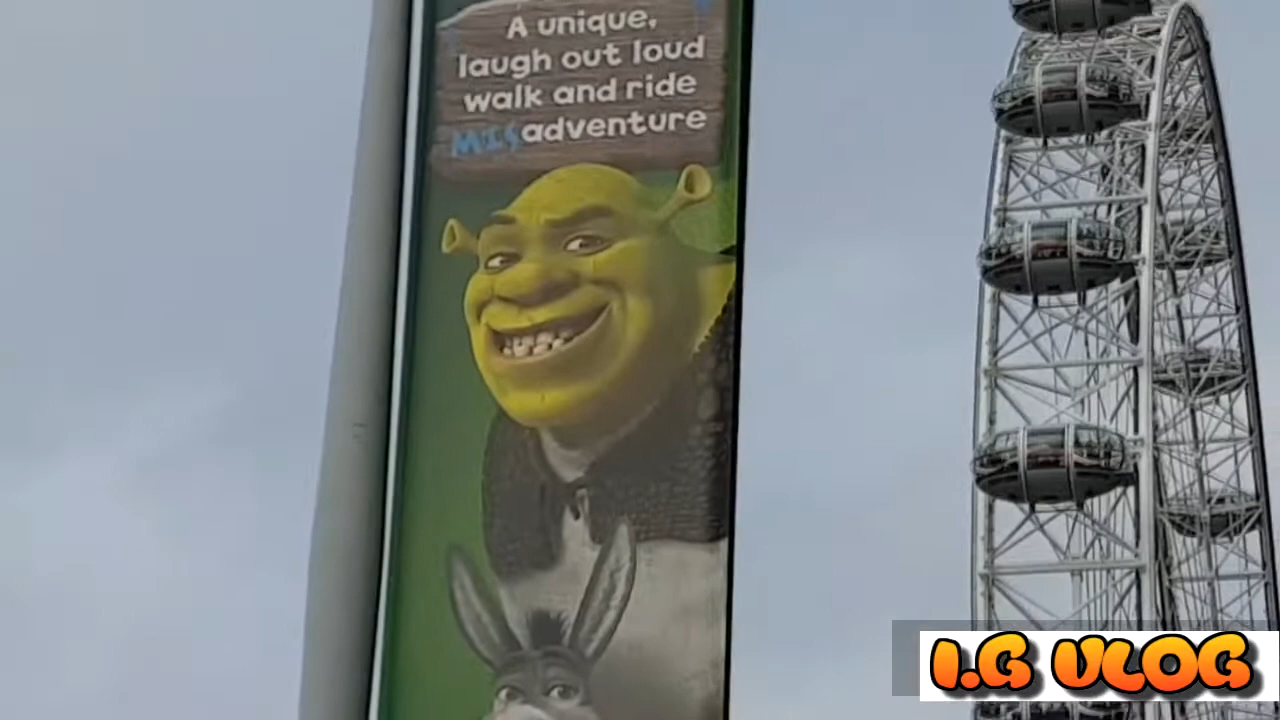 A unique,
laugh out loud
walk and ride
MISadventure
I.G VLOG